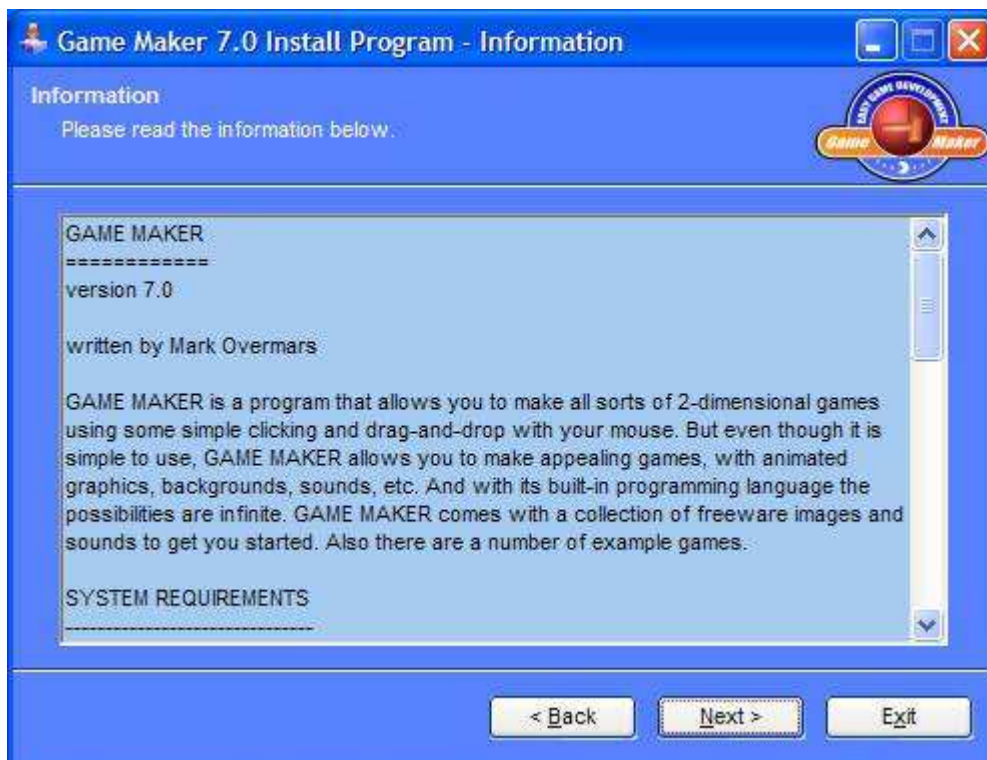 Game Maker 7.0 Install Program - Information
Information
Please read the information below.
EASY GAME DEVELOPMENT
Game Maker
GAME MAKER
============
version 7.0
written by Mark Overmars
GAME MAKER is a program that allows you to make all sorts of 2-dimensional games
using some simple clicking and drag-and-drop with your mouse. But even though it is
simple to use, GAME MAKER allows you to make appealing games, with animated
graphics, backgrounds, sounds, etc. And with its built-in programming language the
possibilities are infinite. GAME MAKER comes with a collection of freeware images and
sounds to get you started. Also there are a number of example games.
SYSTEM REQUIREMENTS
-------------------------------
< Back
Next >
Exit